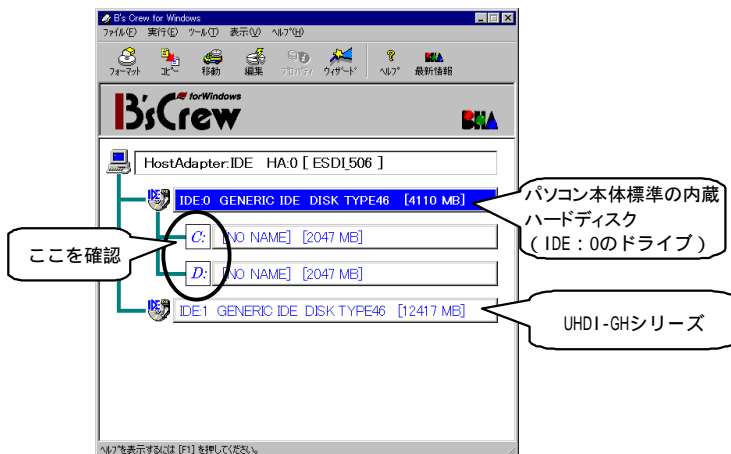 B's Crew for Windows
ファイル(F) 実行(E) ツール(T) 表示(V) ヘルプ(H)
フォーマット コピー 移動 編集 プロパティ ウィザード ヘルプ 最新情報
B'sCrew forWindows
BHA
HostAdapter:IDE HA:0 [ ESDI_506 ]
IDE:0 GENERIC IDE DISK TYPE46 [4110 MB]
パソコン本体標準の内蔵
ハードディスク
(IDE:0のドライブ)
ここを確認
C: [NO NAME] [2047 MB]
D: [NO NAME] [2047 MB]
IDE:1 GENERIC IDE DISK TYPE46 [12417 MB]
UHDI-GHシリーズ
ヘルプを表示するには [F1] を押してください。